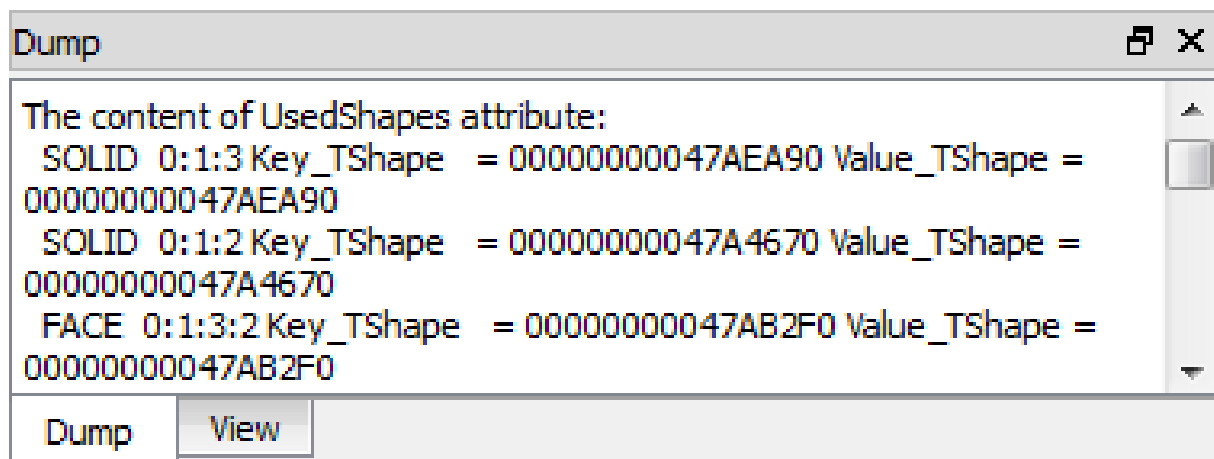 Dump
The content of UsedShapes attribute:
SOLID 0:1:3 Key_TShape = 00000000047AEA90 Value_TShape =
00000000047AEA90
SOLID 0:1:2 Key_TShape = 00000000047A4670 Value_TShape =
00000000047A4670
FACE 0:1:3:2 Key_TShape = 00000000047AB2F0 Value_TShape =
00000000047AB2F0
Dump View